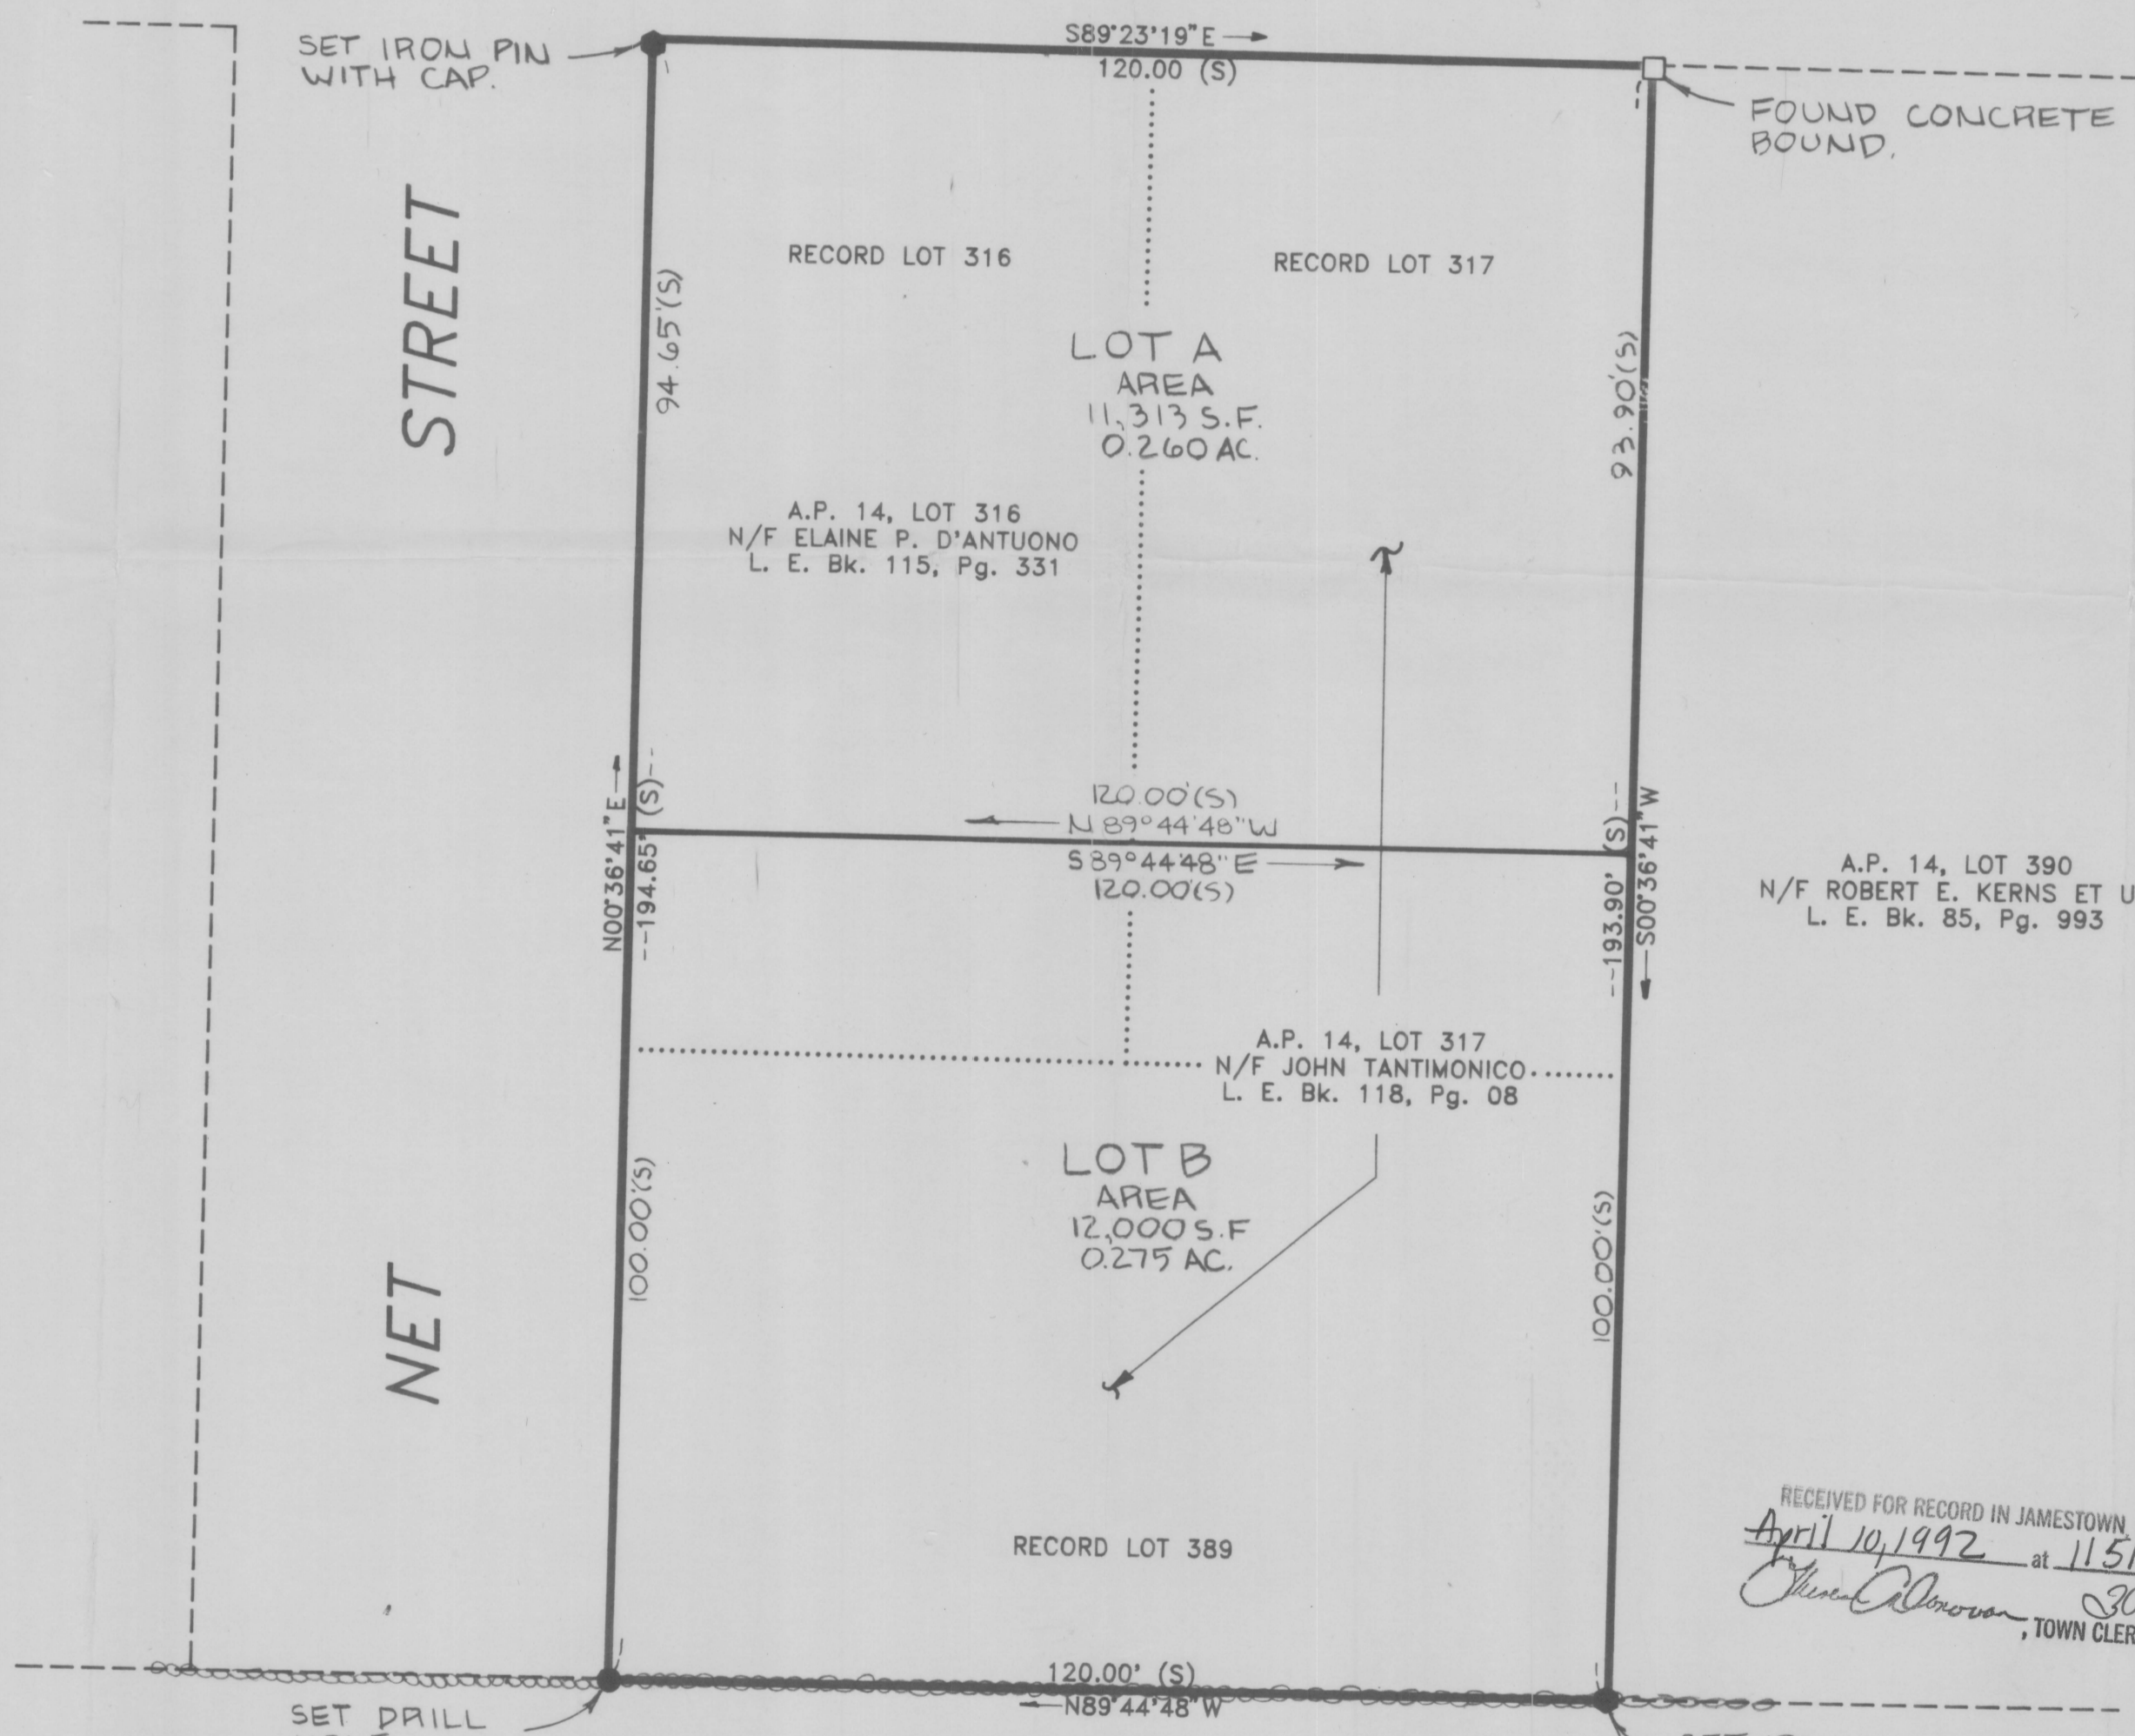 S89°23'19"E
120.00 (S)
SET IRON PIN
WITH CAP.
FOUND CONCRETE
BOUND.
STREET
NET
RECORD LOT 316
RECORD LOT 317
94.65'(S)
93.90'(S)
LOT A
AREA
11,313 S.F.
0.260 AC.
A.P. 14, LOT 316
N/F ELAINE P. D'ANTUONO
L. E. Bk. 115, Pg. 331
N00°36'41"E
--194.65' (S)--
120.00'(S)
N 89°44'48"W
S 89°44'48"E
120.00'(S)
--193.90' (S)--
S00°36'41"W
A.P. 14, LOT 390
N/F ROBERT E. KERNS ET U
L. E. Bk. 85, Pg. 993
A.P. 14, LOT 317
N/F JOHN TANTIMONICO
L. E. Bk. 118, Pg. 08
100.00'(S)
100.00'(S)
LOT B
AREA
12,000 S.F
0.275 AC.
RECORD LOT 389
RECEIVED FOR RECORD IN JAMESTOWN,
April 10, 1992 at 1151
Donovan 30
, TOWN CLER
120.00' (S)
N89°44'48"W
SET DRILL